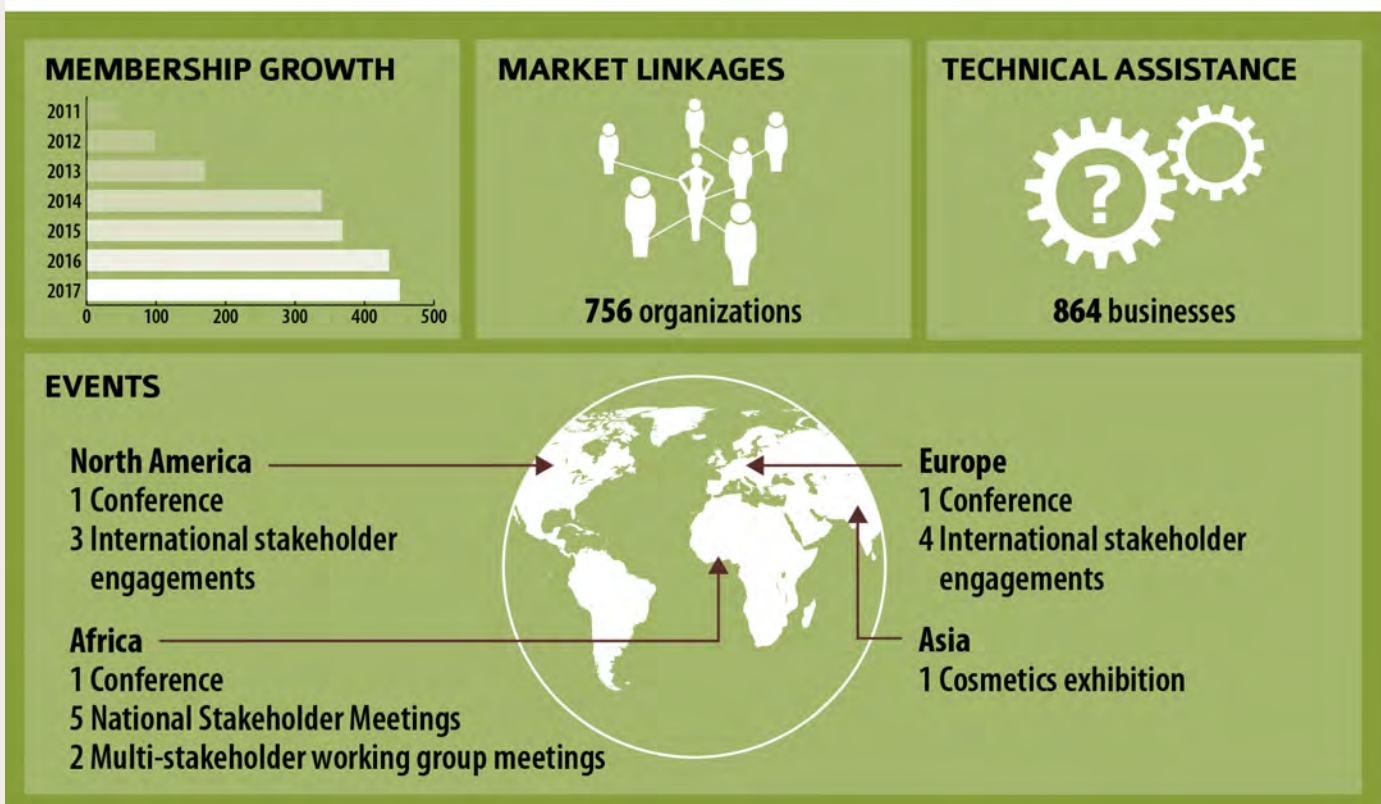 MEMBERSHIP GROWTH
2011
2012
2013
2014
2015
2016
2017
0 100 200 300 400 500
MARKET LINKAGES
756 organizations
TECHNICAL ASSISTANCE
?
864 businesses
EVENTS
North America
1 Conference
3 International stakeholder
engagements
Africa
1 Conference
5 National Stakeholder Meetings
2 Multi-stakeholder working group meetings
Europe
1 Conference
4 International stakeholder
engagements
Asia
1 Cosmetics exhibition